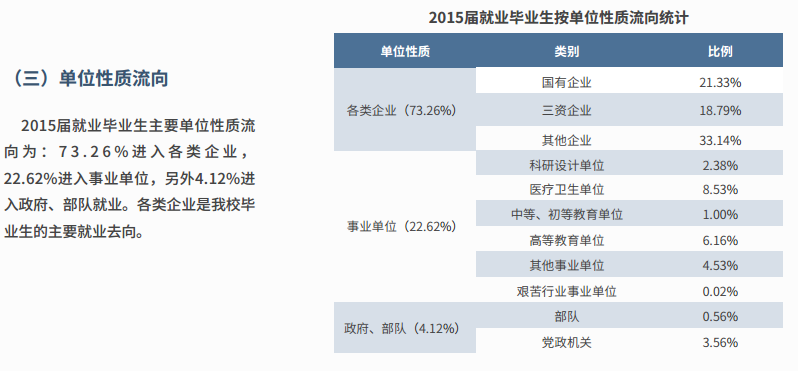 （三）单位性质流向
2015届就业毕业生主要单位性质流
向为：73.26%进入各类企业，
22.62%进入事业单位，另外4.12%进
入政府、部队就业。各类企业是我校毕
业生的主要就业去向。
2015届就业毕业生按单位性质流向统计
单位性质 类别 比例
各类企业（73.26%） 国有企业 21.33%
三资企业 18.79%
其他企业 33.14%
事业单位（22.62%） 科研设计单位 2.38%
医疗卫生单位 8.53%
中等、初等教育单位 1.00%
高等教育单位 6.16%
其他事业单位 4.53%
艰苦行业事业单位 0.02%
政府、部队（4.12%） 部队 0.56%
党政机关 3.56%